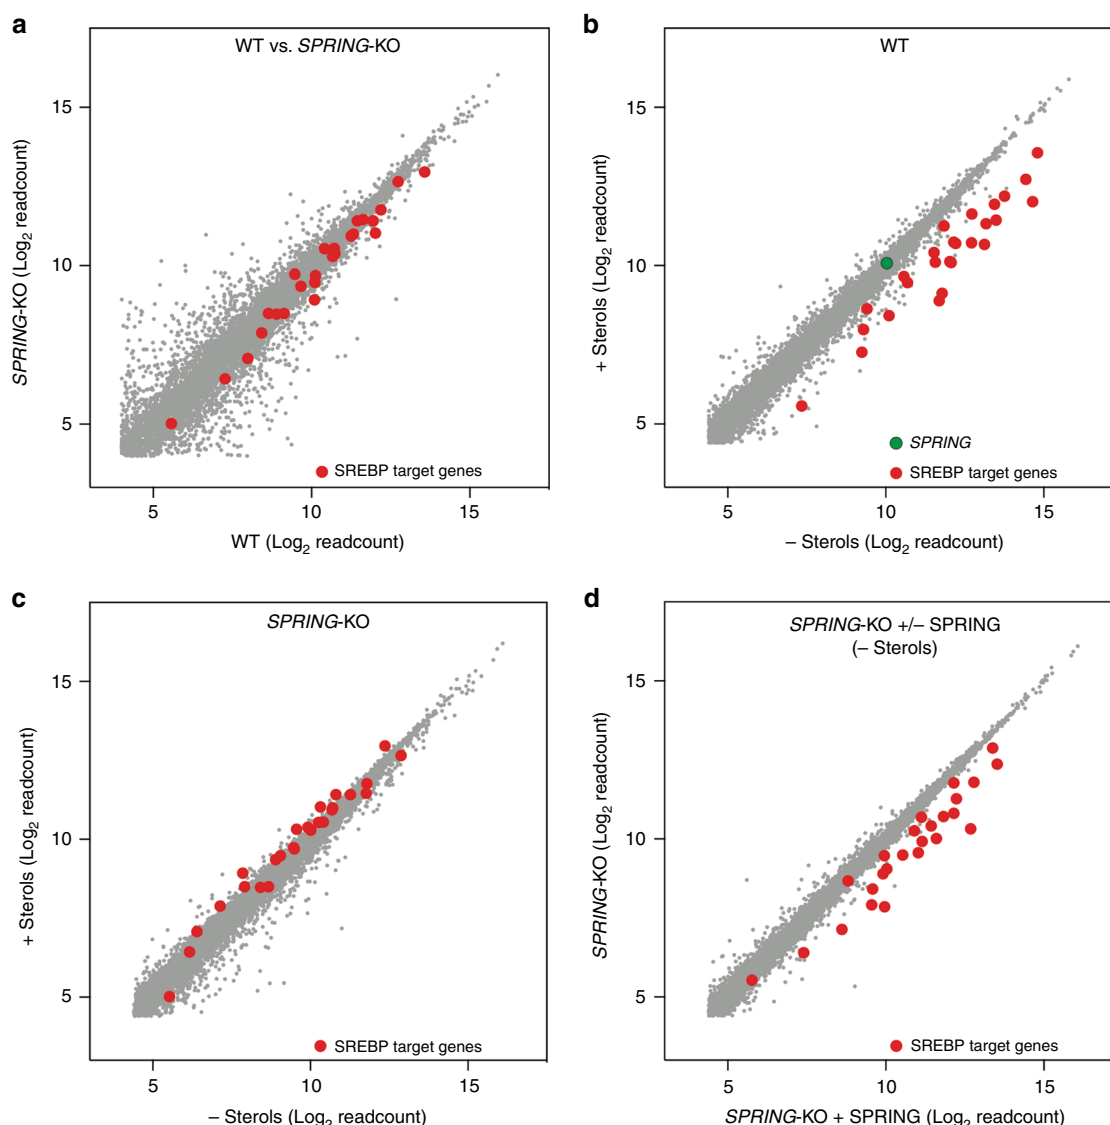 a
WT vs. SPRING-KO
SPRING-KO (Log2 readcount)
15
10
5
SREBP target genes
5
10
15
WT (Log2 readcount)
b
WT
+ Sterols (Log2 readcount)
15
10
5
SPRING
SREBP target genes
5
10
15
– Sterols (Log2 readcount)
c
SPRING-KO
+ Sterols (Log2 readcount)
15
10
5
SREBP target genes
5
10
15
– Sterols (Log2 readcount)
d
SPRING-KO +/– SPRING
(– Sterols)
SPRING-KO (Log2 readcount)
15
10
5
SREBP target genes
5
10
15
SPRING-KO + SPRING (Log2 readcount)